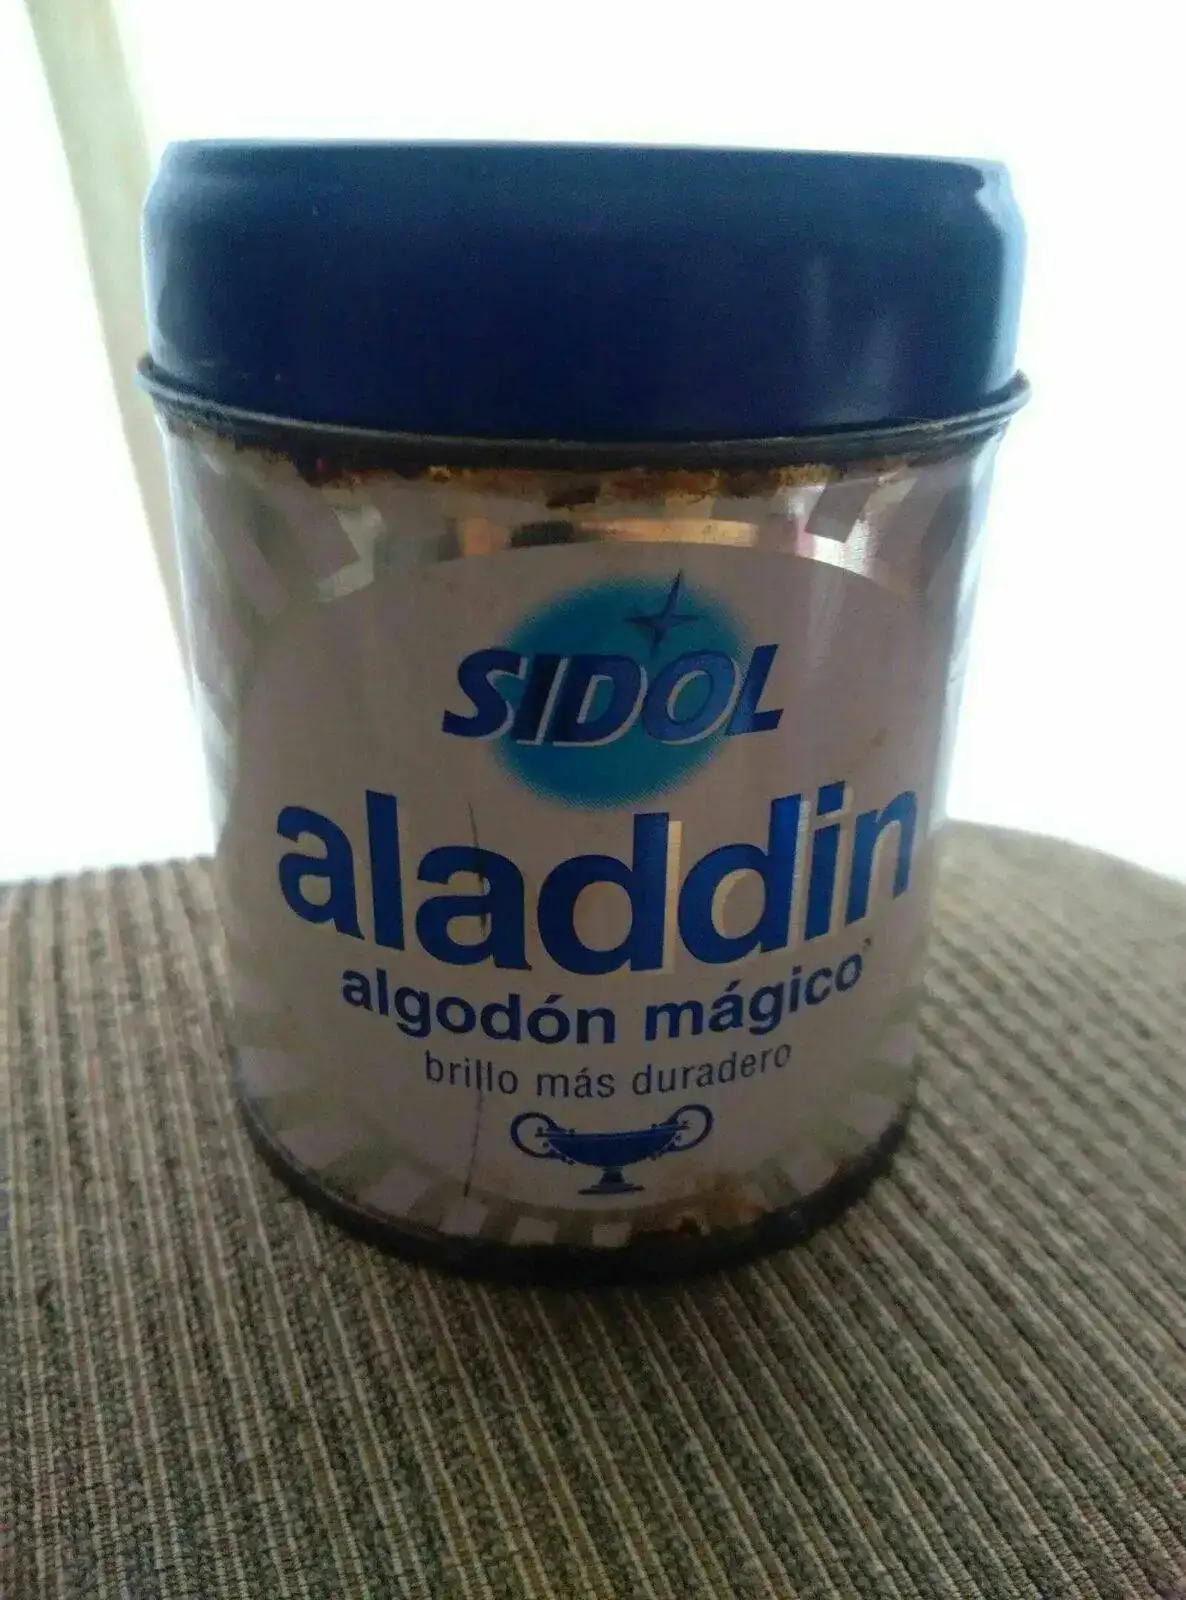 SIDOL
aladdin
algodón mágico
brillo más duradero